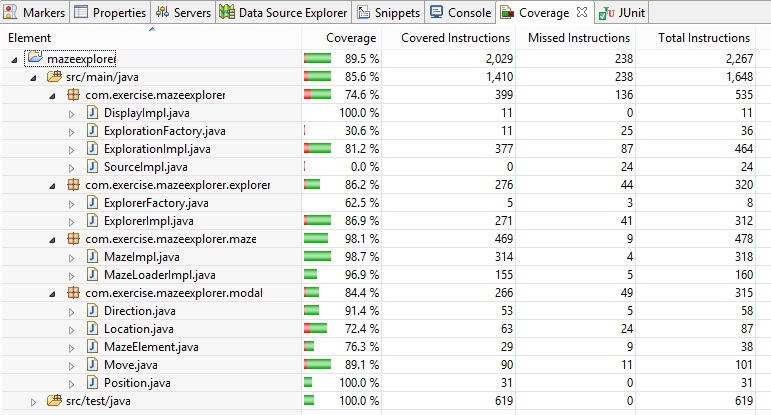 Markers Properties Servers Data Source Explorer Snippets Console Coverage JUnit
Element Coverage Covered Instructions Missed Instructions Total Instructions
mazeexplorer 89.5 % 2,029 238 2,267
src/main/java 85.6 % 1,410 238 1,648
com.exercise.mazeexplorer 74.6 % 399 136 535
DisplayImpl.java 100.0 % 11 0 11
ExplorationFactory.java 30.6 % 11 25 36
ExplorationImpl.java 81.2 % 377 87 464
SourceImpl.java 0.0 % 0 24 24
com.exercise.mazeexplorer.explorer 86.2 % 276 44 320
ExplorerFactory.java 62.5 % 5 3 8
ExplorerImpl.java 86.9 % 271 41 312
com.exercise.mazeexplorer.maze 98.1 % 469 9 478
MazeImpl.java 98.7 % 314 4 318
MazeLoaderImpl.java 96.9 % 155 5 160
com.exercise.mazeexplorer.modal 84.4 % 266 49 315
Direction.java 91.4 % 53 5 58
Location.java 72.4 % 63 24 87
MazeElement.java 76.3 % 29 9 38
Move.java 89.1 % 90 11 101
Position.java 100.0 % 31 0 31
src/test/java 100.0 % 619 0 619